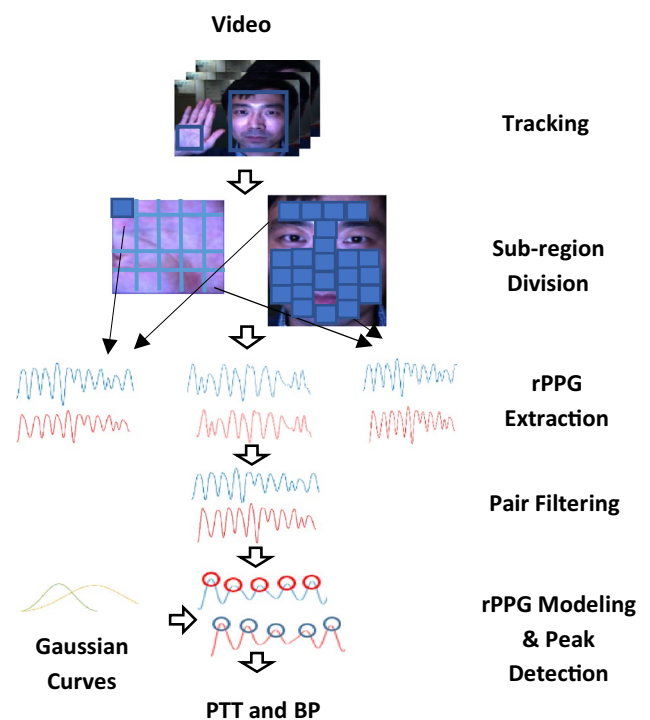 Video
Tracking
Sub-region
Division
rPPG
Extraction
Pair Filtering
rPPG Modeling
& Peak
Detection
Gaussian
Curves
PTT and BP